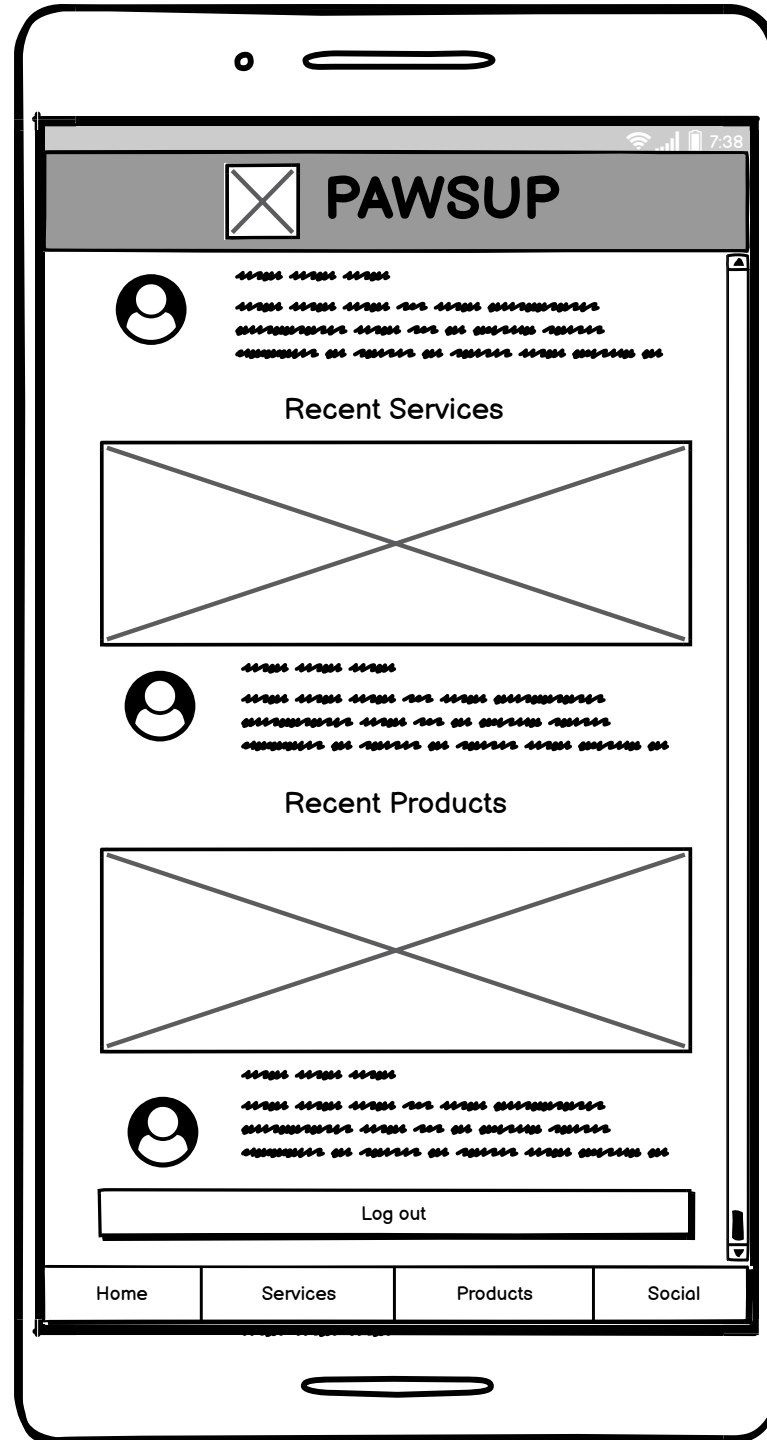 7:38
PAWSUP
Recent Services
Recent Products
Log out
Home Services Products Social